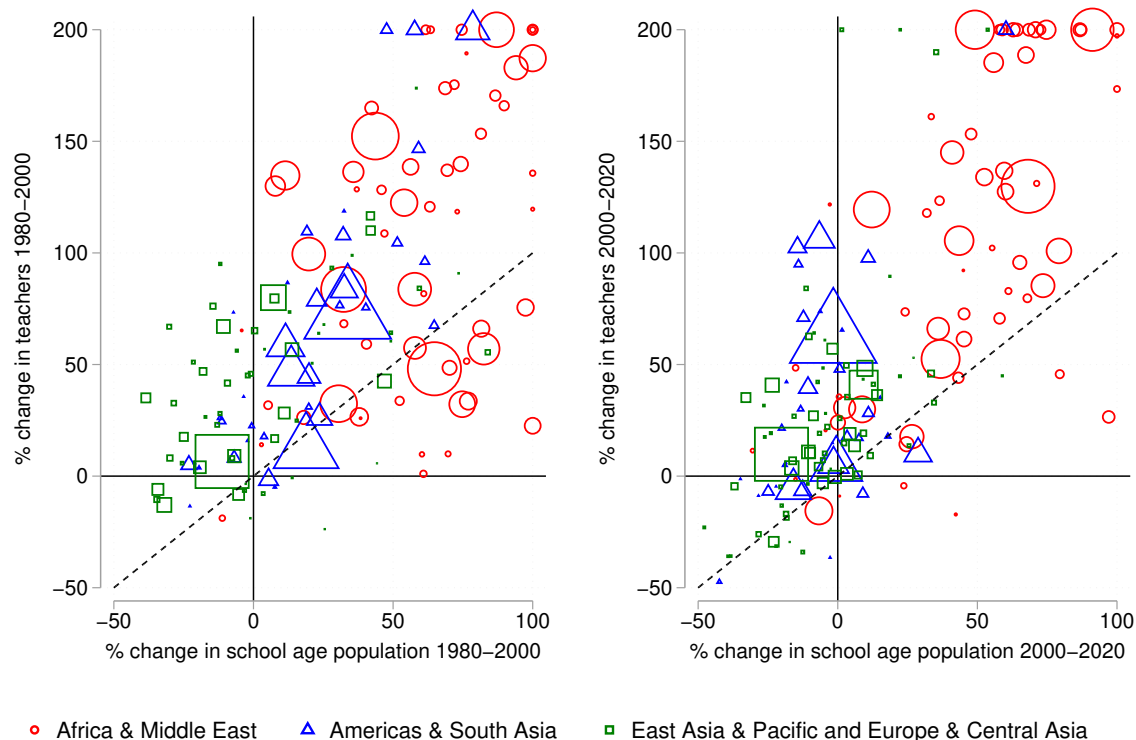 200
150
100
50
0
−50
% change in teachers 1980−2000
−50 0 50 100
% change in school age population 1980−2000
200
150
100
50
0
−50
% change in teachers 2000−2020
−50 0 50 100
% change in school age population 2000−2020
Africa & Middle East Americas & South Asia East Asia & Pacific and Europe & Central Asia